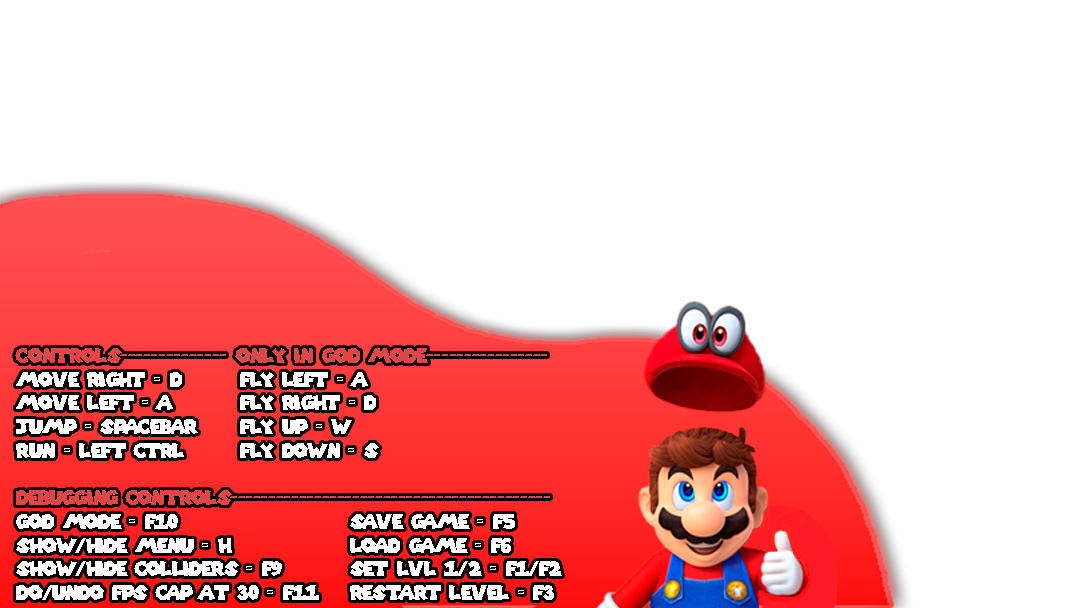 CONTROLS------------- ONLY IN GOD MODE---------------
MOVE RIGHT - D FLY LEFT - A
MOVE LEFT - A FLY RIGHT - D
JUMP - SPACEBAR FLY UP - W
RUN - LEFT CTRL FLY DOWN - S
DEBUGGING CONTROLS---------------------------------------
GOD MODE - F10 SAVE GAME - F5
SHOW/HIDE MENU - H LOAD GAME - F6
SHOW/HIDE COLLIDERS - F9 SET LVL 1/2 - F1/F2
DO/UNDO FPS CAP AT 30 - F11 RESTART LEVEL - F3